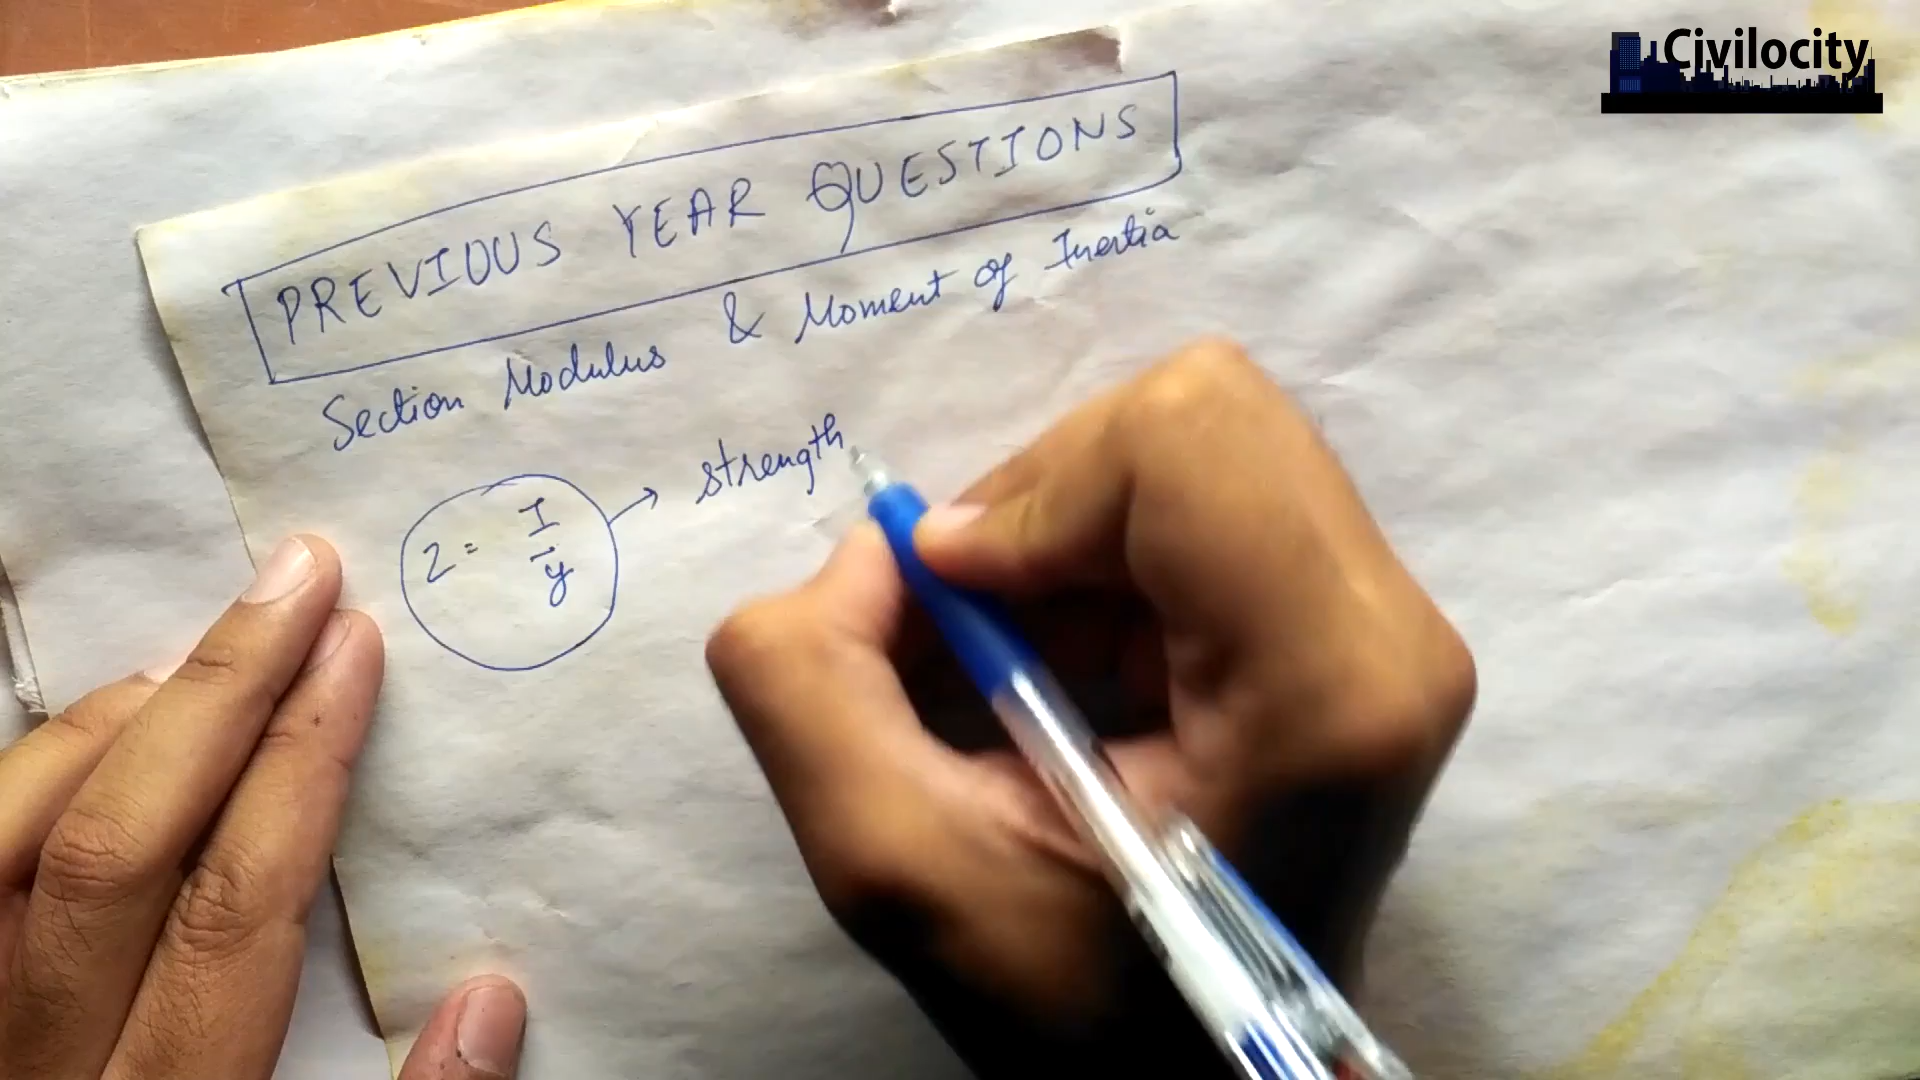 Civilocity
PREVIOUS YEAR QUESTIONS
Section Modulus & Moment of Inertia
Z = I/y → strength